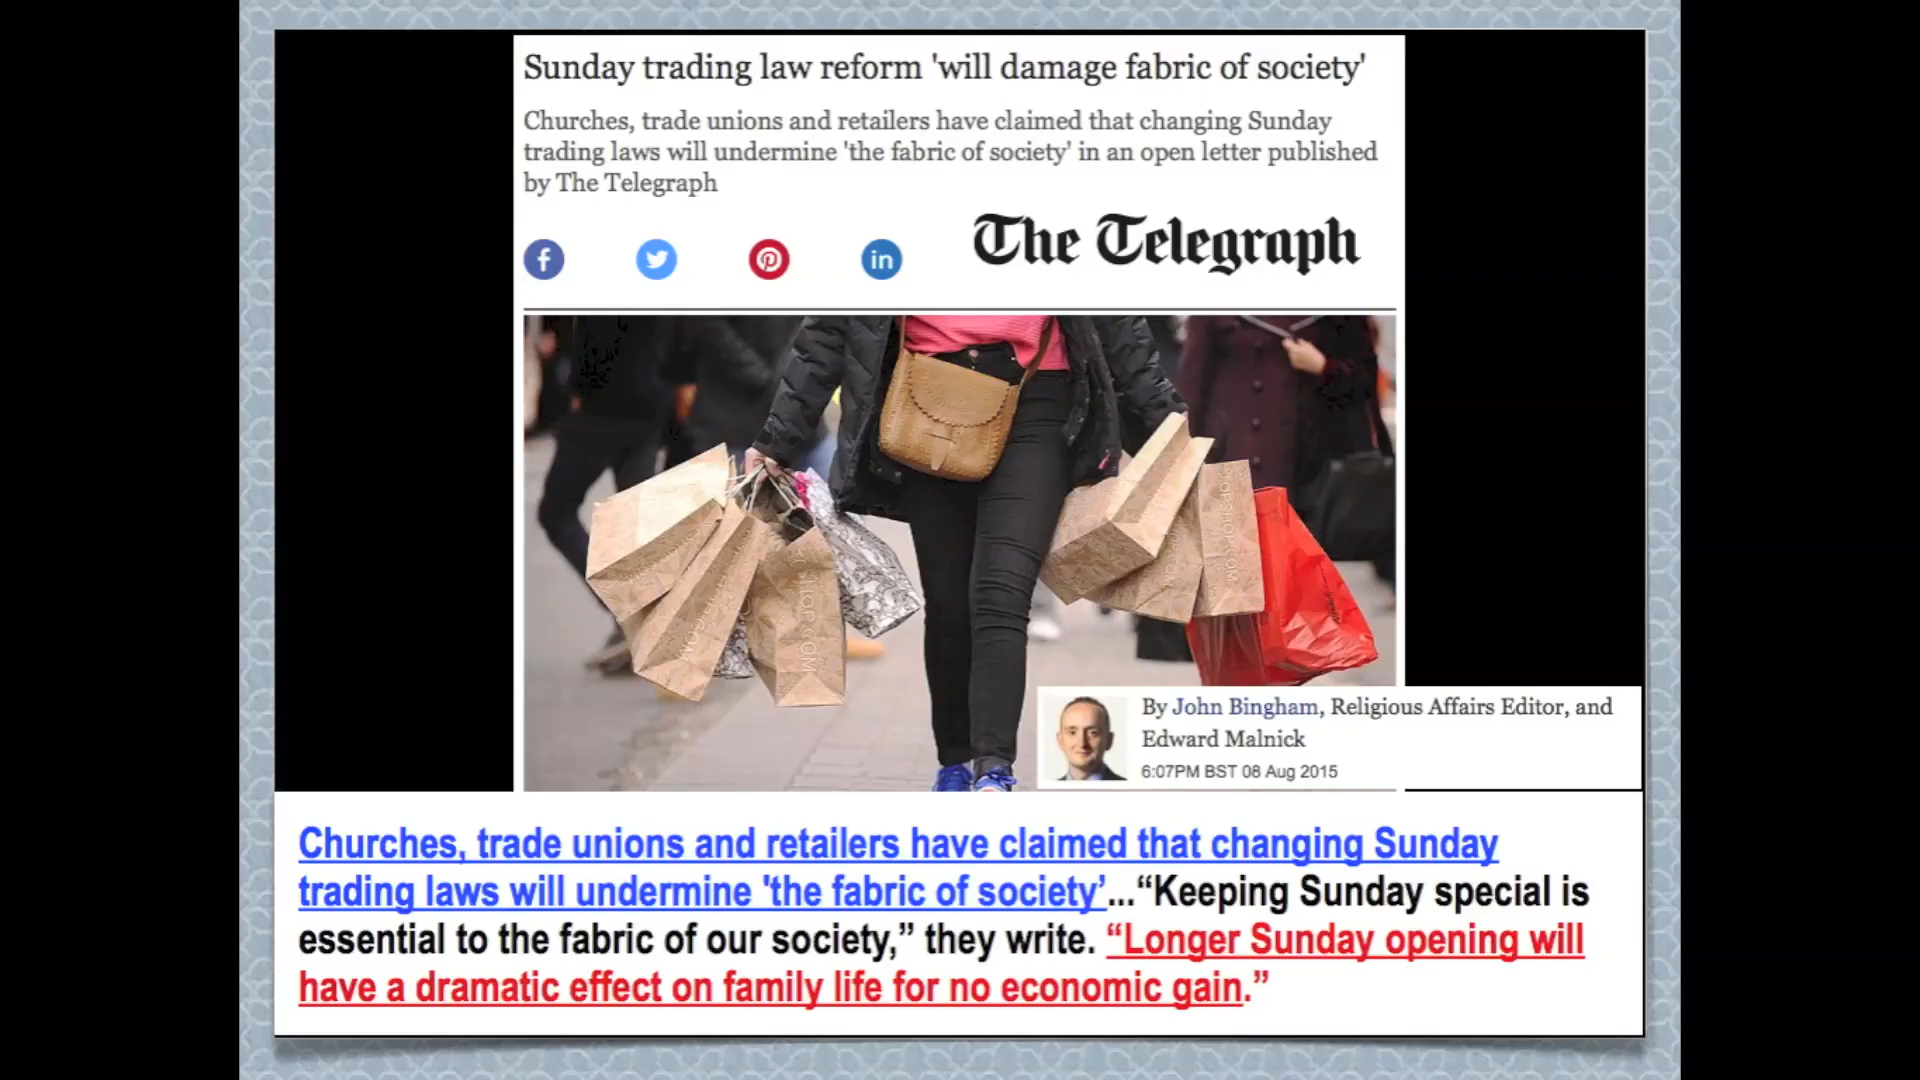 Sunday trading law reform 'will damage fabric of society'
Churches, trade unions and retailers have claimed that changing Sunday
trading laws will undermine 'the fabric of society' in an open letter published
by The Telegraph
The Telegraph
By John Bingham, Religious Affairs Editor, and
Edward Malnick
6:07PM BST 08 Aug 2015
Churches, trade unions and retailers have claimed that changing Sunday
trading laws will undermine 'the fabric of society’...“Keeping Sunday special is
essential to the fabric of our society,” they write. “Longer Sunday opening will
have a dramatic effect on family life for no economic gain.”